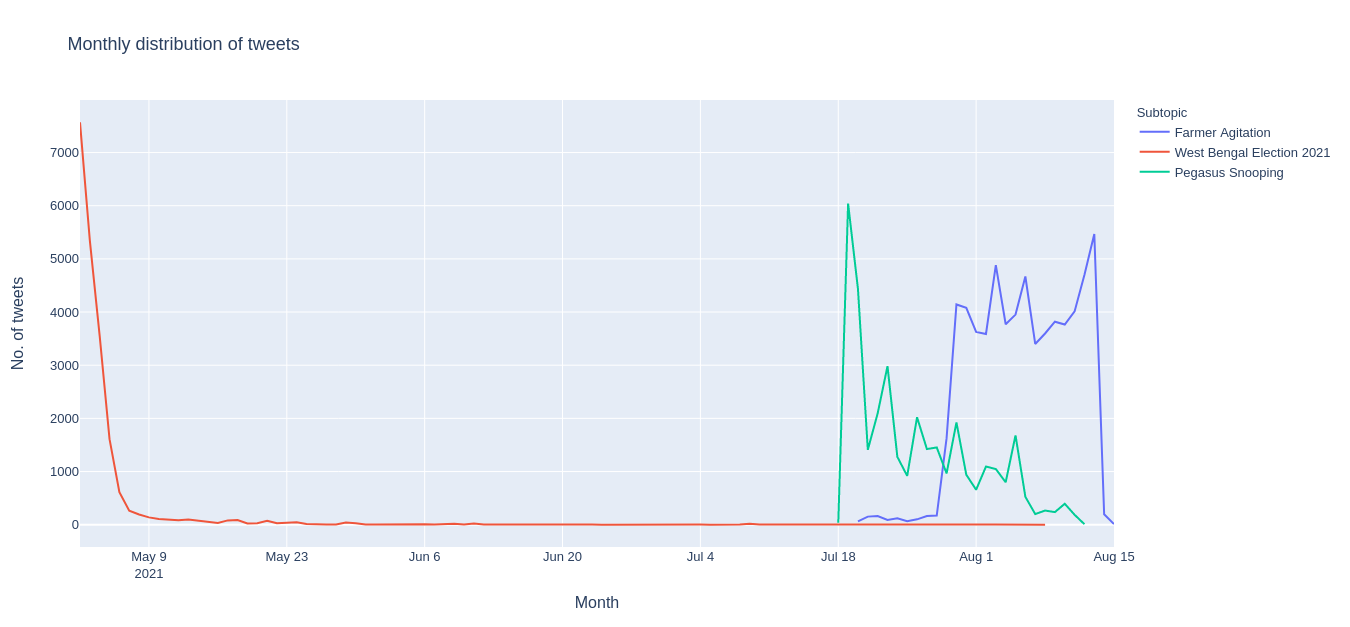 Monthly distribution of tweets
Subtopic
Farmer Agitation
West Bengal Election 2021
Pegasus Snooping
No. of tweets
7000
6000
5000
4000
3000
2000
1000
0
May 9
2021
May 23
Jun 6
Jun 20
Jul 4
Jul 18
Aug 1
Aug 15
Month